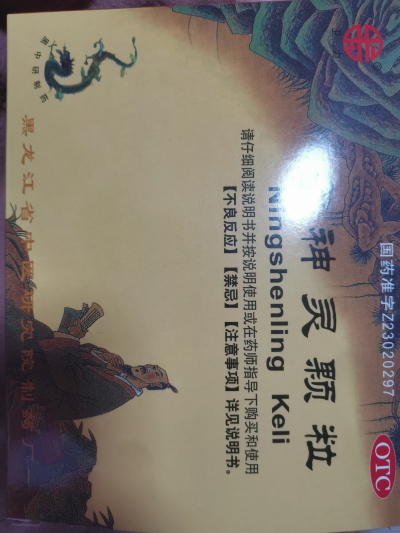 国药准字Z23020297
OTC
神灵颗粒
Ningshenling Keli
请仔细阅读说明书并按说明使用或在药师指导下购买和使用
【不良反应】【禁忌】【注意事项】详见说明书。
黑龙江省中医研究院制药厂